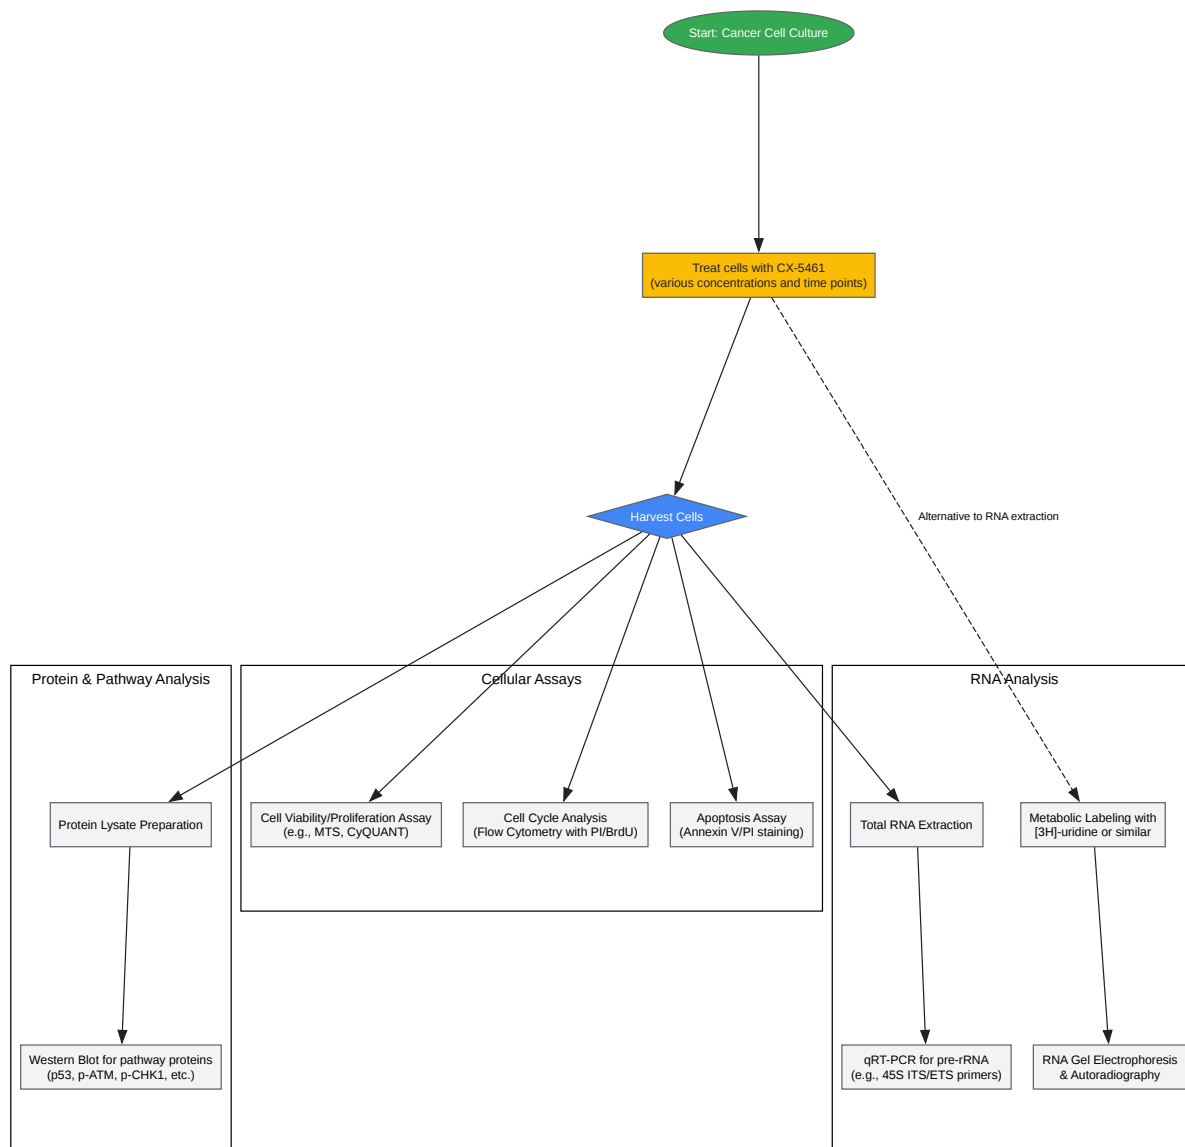 Start: Cancer Cell Culture
Treat cells with CX-5461
(various concentrations and time points)
Harvest Cells
Alternative to RNA extraction
Protein & Pathway Analysis
Cellular Assays
RNA Analysis
Protein Lysate Preparation
Cell Viability/Proliferation Assay
(e.g., MTS, CyQUANT)
Cell Cycle Analysis
(Flow Cytometry with PI/BrdU)
Apoptosis Assay
(Annexin V/PI staining)
Total RNA Extraction
Metabolic Labeling with
[3H]-uridine or similar
Western Blot for pathway proteins
(p53, p-ATM, p-CHK1, etc.)
qRT-PCR for pre-rRNA
(e.g., 45S ITS/ETS primers)
RNA Gel Electrophoresis
& Autoradiography